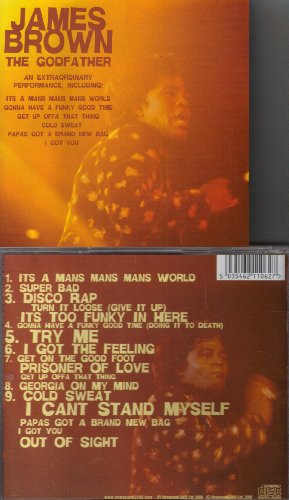 JAMES
BROWN
THE GODFATHER
AN EXTRAORDINARY
PERFORMANCE, INCLUDING:
ITS A MANS MANS MANS WORLD
GONNA HAVE A FUNKY GOOD TIME
GET UP OFFA THAT THING
COLD SWEAT
PAPAS GOT A BRAND NEW BAG
I GOT YOU
5 035462 110627
1. ITS A MANS MANS MANS WORLD
2. SUPER BAD
3. DISCO RAP
TURN IT LOOSE (GIVE IT UP)
ITS TOO FUNKY IN HERE
4. GONNA HAVE A FUNKY GOOD TIME (DOING IT TO DEATH)
5. TRY ME
6. I GOT THE FEELING
7. GET ON THE GOOD FOOT
PRISONER OF LOVE
GET UP OFFA THAT THING
8. GEORGIA ON MY MIND
9. COLD SWEAT
I CANT STAND MYSELF
PAPAS GOT A BRAND NEW BAG
I GOT YOU
OUT OF SIGHT